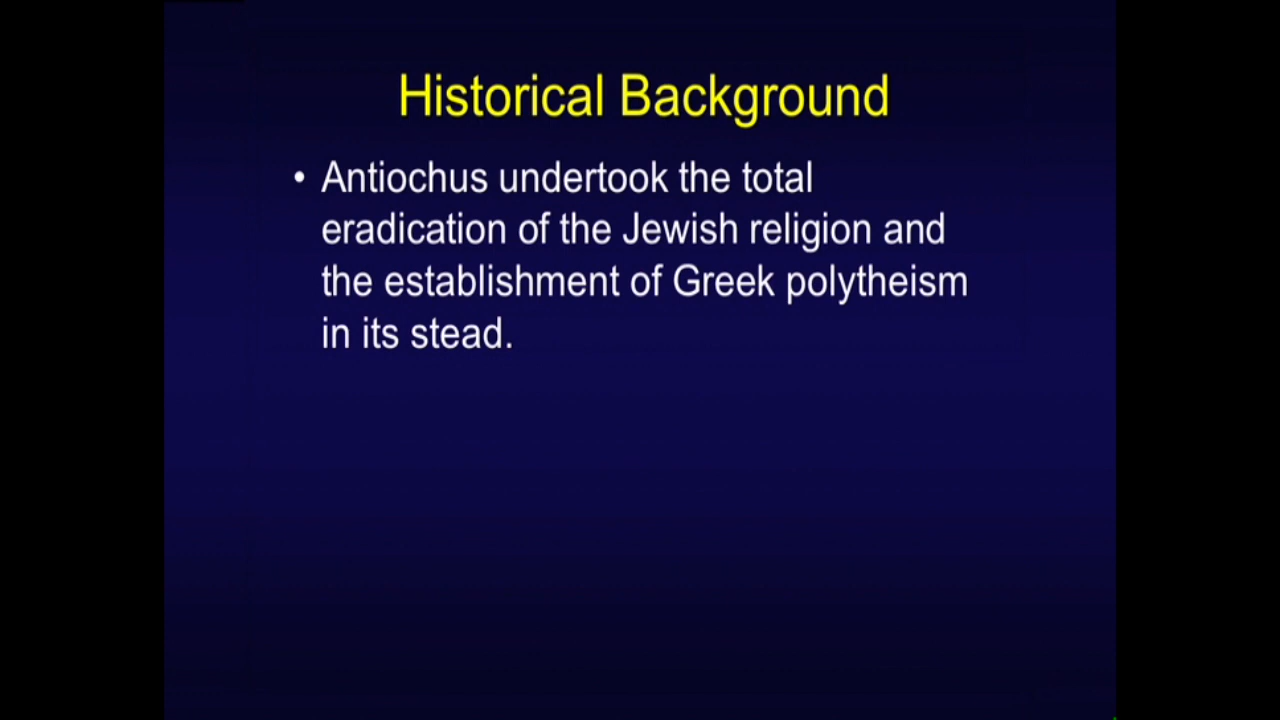 Historical Background
• Antiochus undertook the total
eradication of the Jewish religion and
the establishment of Greek polytheism
in its stead.